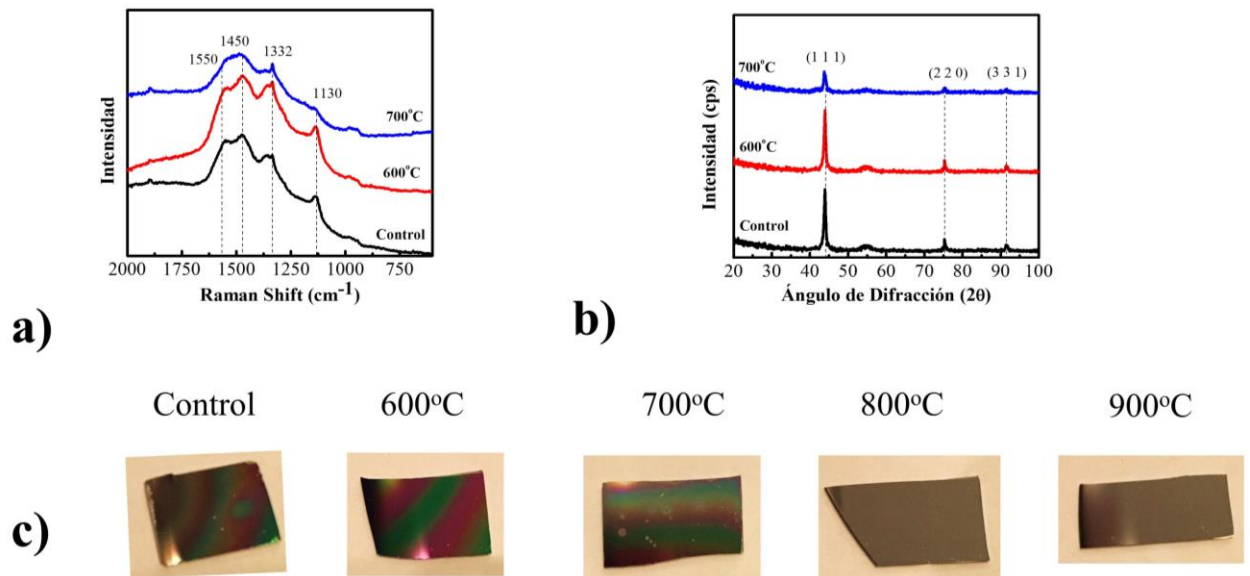 1550
1450
1332
1130
700°C
600°C
Control
Intensidad
2000 1750 1500 1250 1000 750
Raman Shift (cm⁻¹)
a)
(1 1 1)
(2 2 0)
(3 3 1)
700°C
600°C
Control
Intensidad (cps)
20 30 40 50 60 70 80 90 100
Ángulo de Difracción (2θ)
b)
Control 600°C 700°C 800°C 900°C
c)